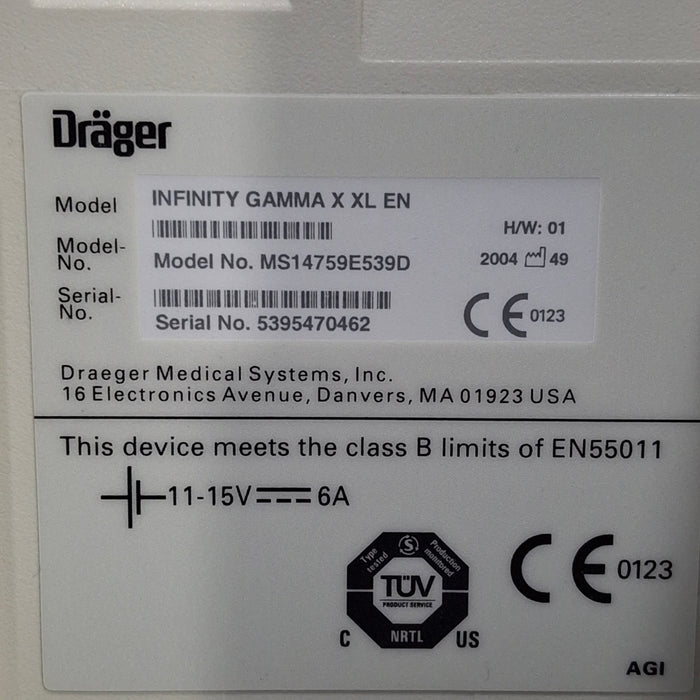 Dräger
Model INFINITY GAMMA X XL EN
H/W: 01
Model-No. Model No. MS14759E539D
2004 49
Serial-No. Serial No. 5395470462
CE 0123
Draeger Medical Systems, Inc.
16 Electronics Avenue, Danvers, MA 01923 USA
This device meets the class B limits of EN55011
11-15V 6A
Type tested S Production monitored
TÜV
PRODUCT SERVICE
C NRTL US
CE 0123
AGI